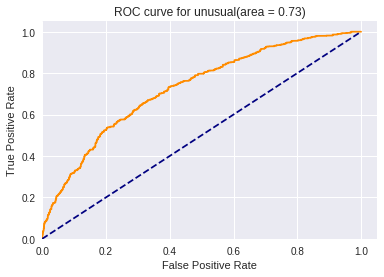 ROC curve for unusual(area = 0.73)
True Positive Rate
1.0
0.8
0.6
0.4
0.2
0.0
0.0 0.2 0.4 0.6 0.8 1.0
False Positive Rate